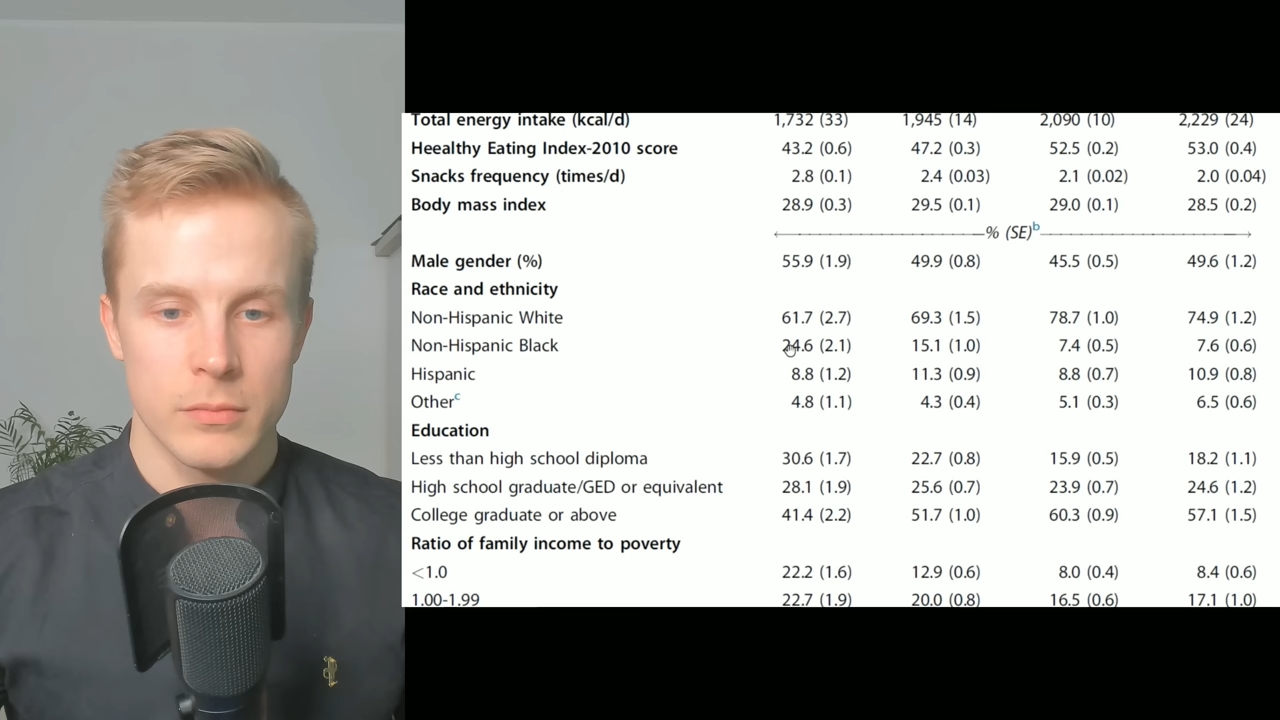 Total energy intake (kcal/d) 1,732 (33) 1,945 (14) 2,090 (10) 2,229 (24)
Heealthy Eating Index-2010 score 43.2 (0.6) 47.2 (0.3) 52.5 (0.2) 53.0 (0.4)
Snacks frequency (times/d) 2.8 (0.1) 2.4 (0.03) 2.1 (0.02) 2.0 (0.04)
Body mass index 28.9 (0.3) 29.5 (0.1) 29.0 (0.1) 28.5 (0.2)
% (SE)b
Male gender (%) 55.9 (1.9) 49.9 (0.8) 45.5 (0.5) 49.6 (1.2)
Race and ethnicity
Non-Hispanic White 61.7 (2.7) 69.3 (1.5) 78.7 (1.0) 74.9 (1.2)
Non-Hispanic Black 24.6 (2.1) 15.1 (1.0) 7.4 (0.5) 7.6 (0.6)
Hispanic 8.8 (1.2) 11.3 (0.9) 8.8 (0.7) 10.9 (0.8)
Otherc 4.8 (1.1) 4.3 (0.4) 5.1 (0.3) 6.5 (0.6)
Education
Less than high school diploma 30.6 (1.7) 22.7 (0.8) 15.9 (0.5) 18.2 (1.1)
High school graduate/GED or equivalent 28.1 (1.9) 25.6 (0.7) 23.9 (0.7) 24.6 (1.2)
College graduate or above 41.4 (2.2) 51.7 (1.0) 60.3 (0.9) 57.1 (1.5)
Ratio of family income to poverty
<1.0 22.2 (1.6) 12.9 (0.6) 8.0 (0.4) 8.4 (0.6)
1.00-1.99 22.7 (1.9) 20.0 (0.8) 16.5 (0.6) 17.1 (1.0)